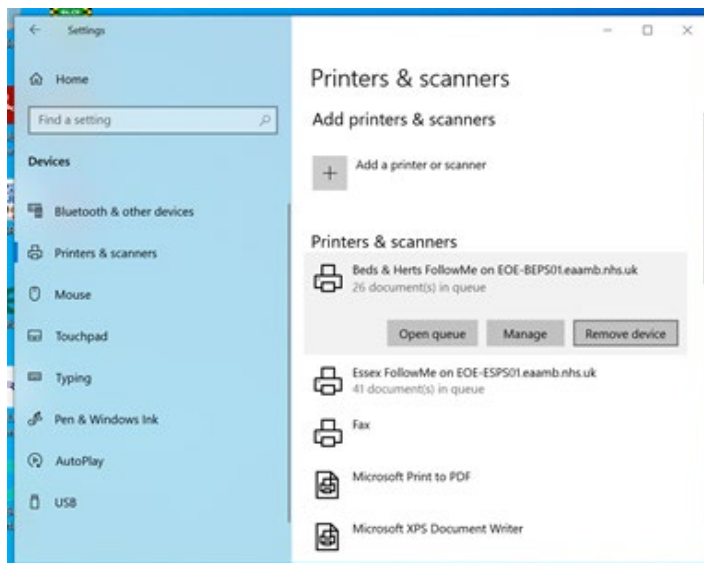 Settings
Home
Find a setting
Devices
Bluetooth & other devices
Printers & scanners
Mouse
Touchpad
Typing
Pen & Windows Ink
AutoPlay
USB
Printers & scanners
Add printers & scanners
Add a printer or scanner
Printers & scanners
Beds & Herts FollowMe on EOE-BEPS01.eaamb.nhs.uk
26 document(s) in queue
Open queue Manage Remove device
Essex FollowMe on EOE-ESPS01.eaamb.nhs.uk
41 document(s) in queue
Fax
Microsoft Print to PDF
Microsoft XPS Document Writer